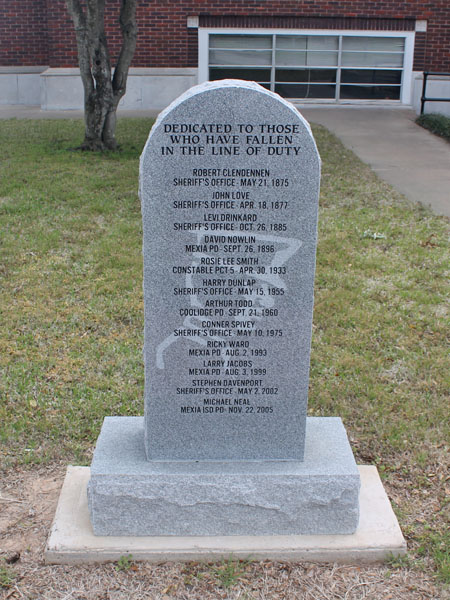 DEDICATED TO THOSE
WHO HAVE FALLEN
IN THE LINE OF DUTY
ROBERT CLENDENNEN
SHERIFF'S OFFICE - MAY 21, 1875
JOHN LOVE
SHERIFF'S OFFICE - APR. 18, 1877
LEVI DRINKARD
SHERIFF'S OFFICE - OCT. 26, 1885
DAVID NOWLIN
MEXIA PD - SEPT. 26, 1896
ROSIE LEE SMITH
CONSTABLE PCT 5 - APR. 30, 1933
HARRY DUNLAP
SHERIFF'S OFFICE - MAY 15, 1955
ARTHUR TODD
COOLIDGE PD - SEPT. 21, 1960
CONNER SPIVEY
SHERIFF'S OFFICE - MAY 10, 1975
RICKY WARD
MEXIA PD - AUG. 2, 1993
LARRY JACOBS
MEXIA PD - AUG. 3, 1999
STEPHEN DAVENPORT
SHERIFF'S OFFICE - MAY 2, 2002
MICHAEL NEAL
MEXIA ISD PD - NOV. 22, 2005